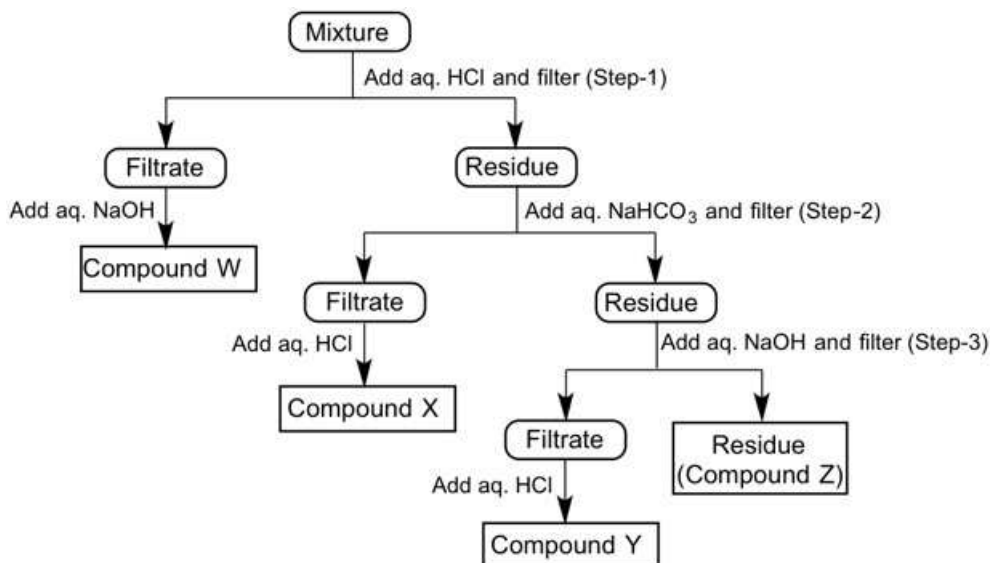 Mixture
Add aq. HCl and filter (Step-1)
Filtrate
Residue
Add aq. NaOH
Add aq. NaHCO₃ and filter (Step-2)
Compound W
Filtrate
Residue
Add aq. HCl
Add aq. NaOH and filter (Step-3)
Compound X
Filtrate
Residue
(Compound Z)
Add aq. HCl
Compound Y